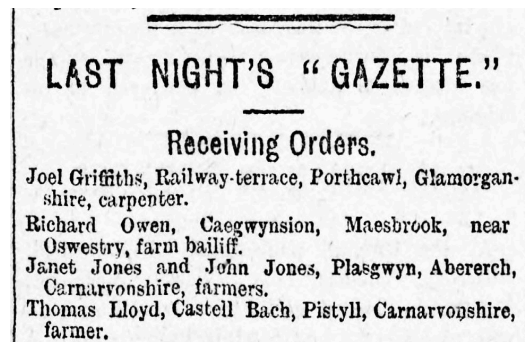 LAST NIGHT'S "GAZETTE."
Receiving Orders.
Joel Griffiths, Railway-terrace, Porthcawl, Glamorgan-
shire, carpenter.
Richard Owen, Caegwynsion, Maesbrook, near
Oswestry, farm bailiff.
Janet Jones and John Jones, Plasgwyn, Abererch,
Carnarvonshire, farmers.
Thomas Lloyd, Castell Bach, Pistyll, Carnarvonshire,
farmer.